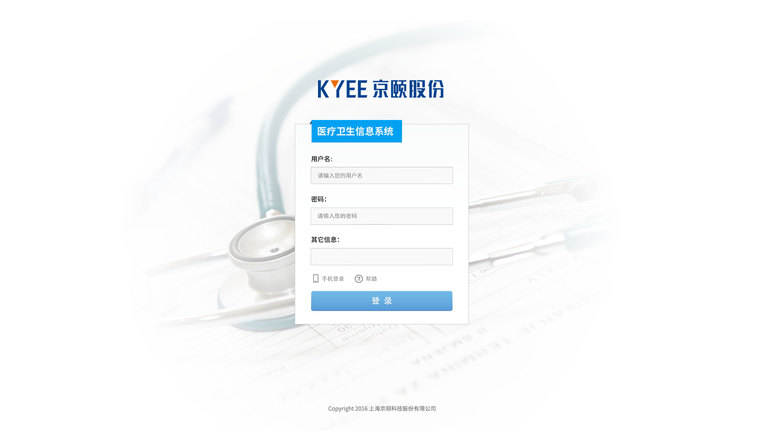 KYEE 京颐股份
医疗卫生信息系统
用户名:
请输入您的用户名
密码:
请输入您的密码
其它信息:
手机登录 帮助
登 录
Copyright 2016 上海京颐科技股份有限公司